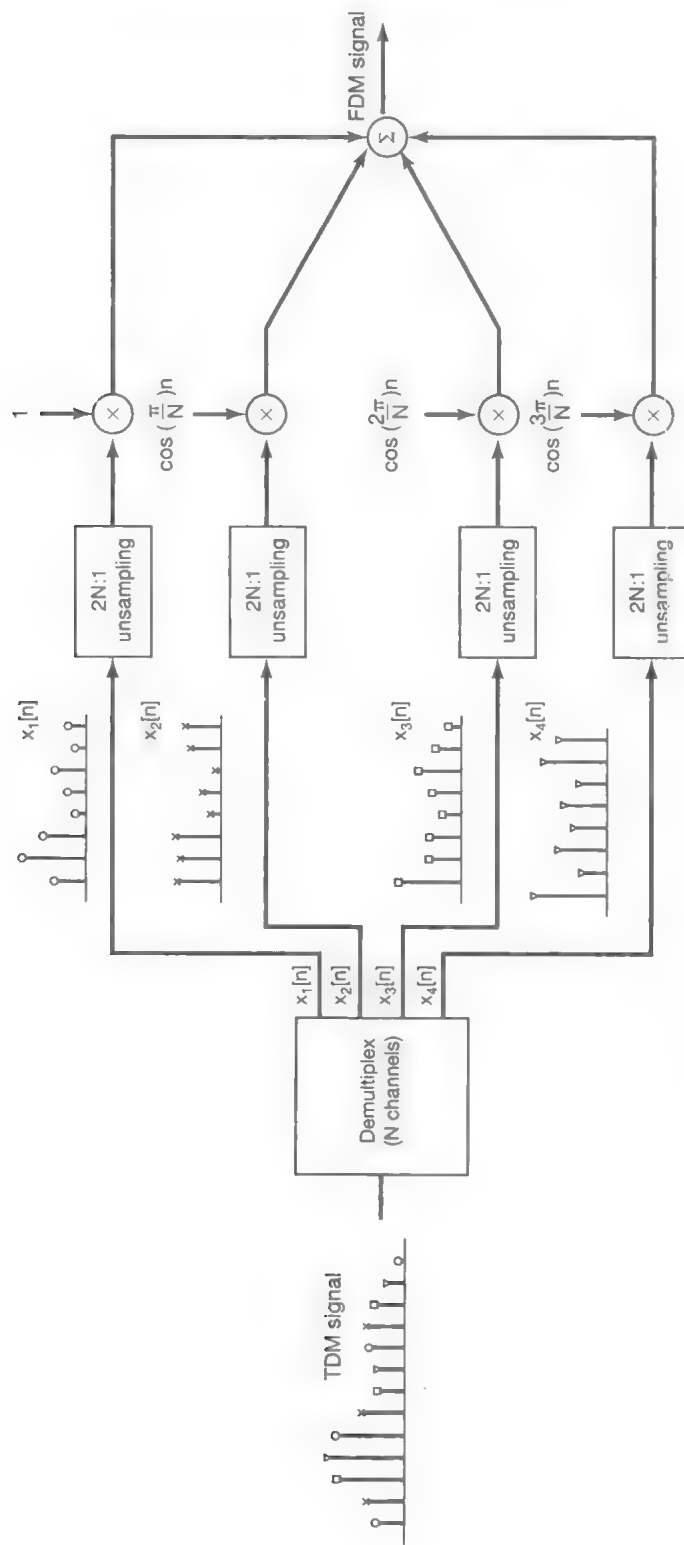 TDM signal
Demultiplex
(N channels)
x₁[n]
x₂[n]
x₃[n]
x₄[n]
x₁[n]
x₂[n]
x₃[n]
x₄[n]
2N:1
unsampling
2N:1
unsampling
2N:1
unsampling
2N:1
unsampling
1
×
cos (π/N)n
×
cos (2π/N)n
×
cos (3π/N)n
×
Σ
FDM signal